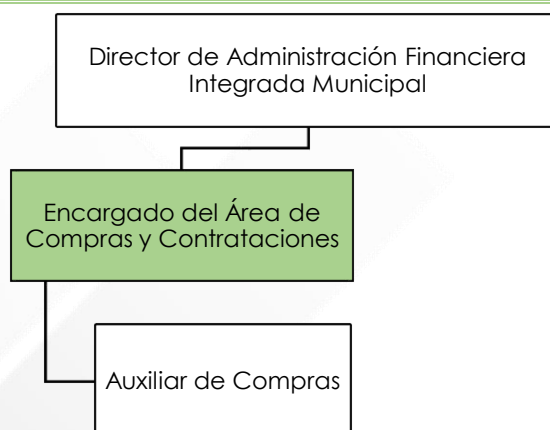 Director de Administración Financiera
Integrada Municipal
Encargado del Área de
Compras y Contrataciones
Auxiliar de Compras